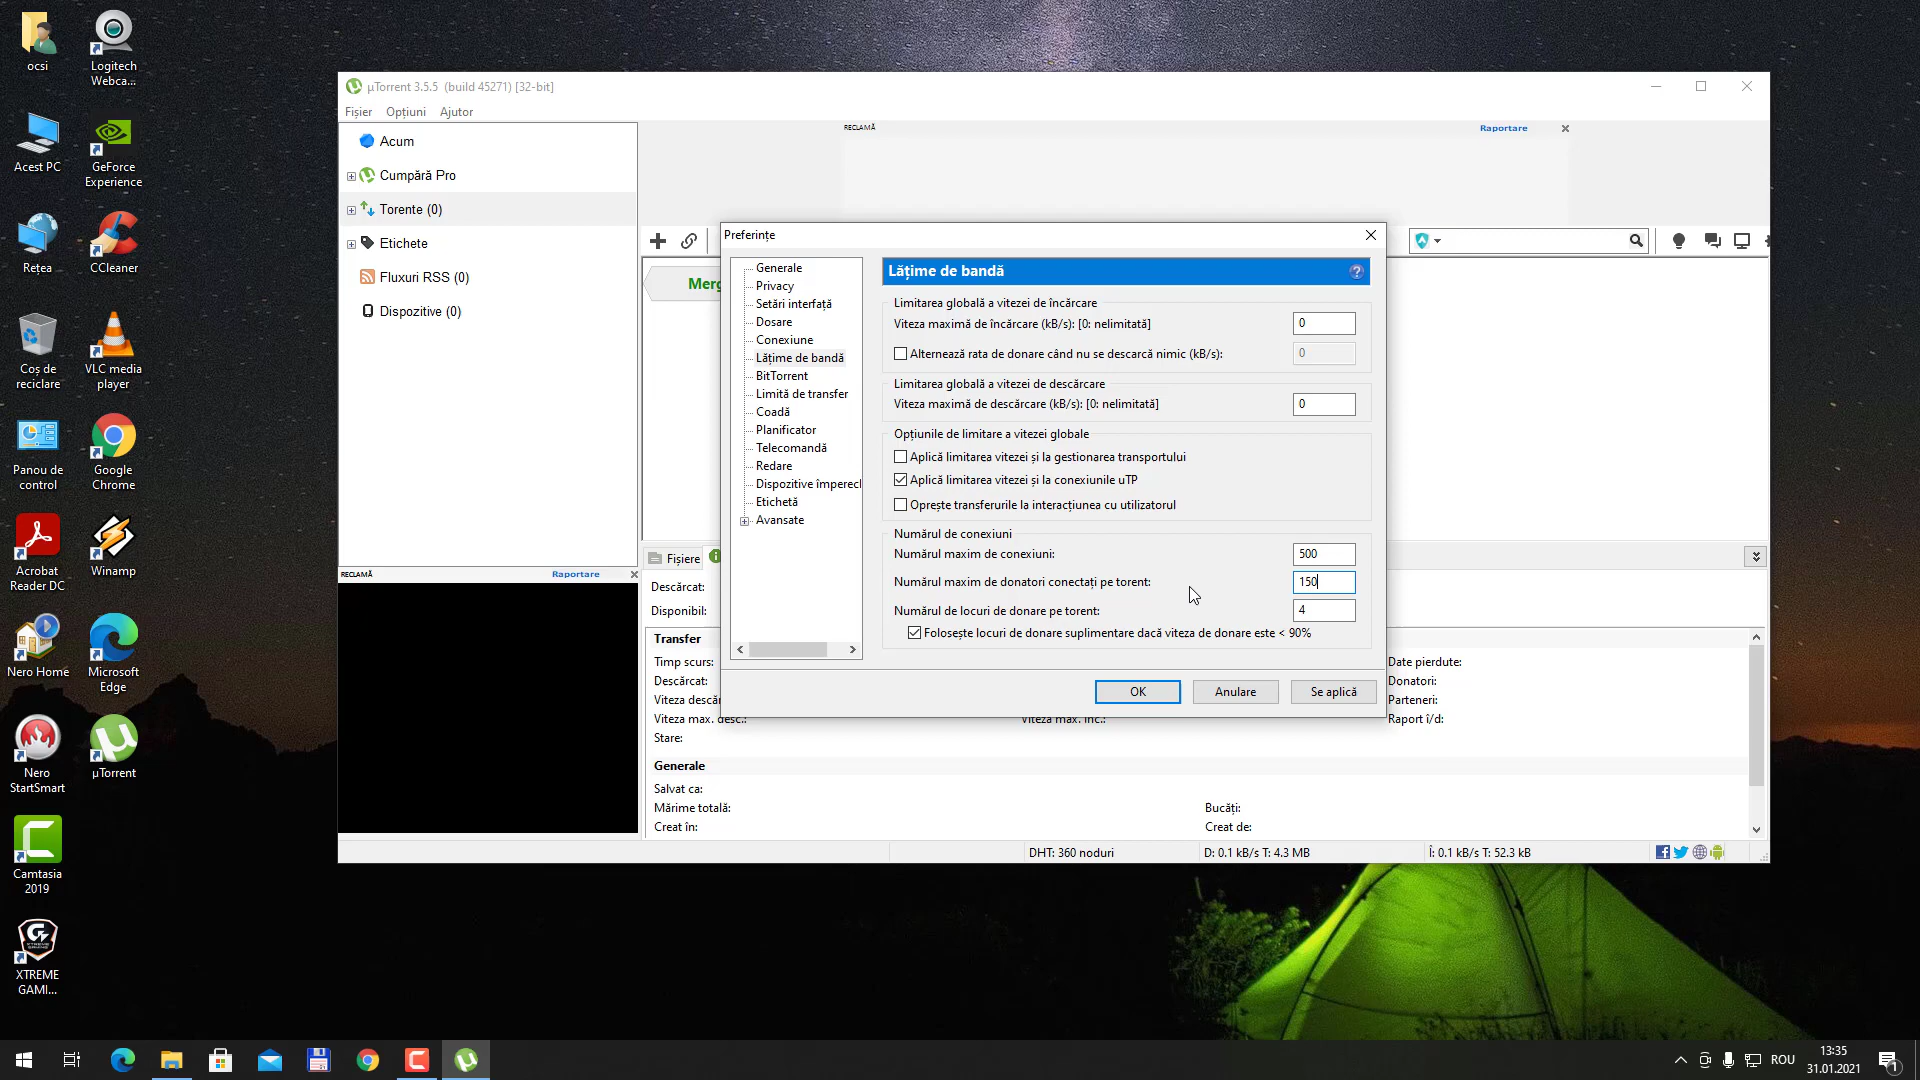 ocsi
Logitech
Webca...
Acest PC
GeForce
Experience
Rețea
CCleaner
Coș de
reciclare
VLC media
player
Panou de
control
Google
Chrome
Acrobat
Reader DC
Winamp
Nero Home
Microsoft
Edge
Nero
StartSmart
µTorrent
Camtasia
2019
XTREME
GAMI...
µTorrent 3.5.5 (build 45271) [32-bit]
Fișier Opțiuni Ajutor
Acum
Cumpără Pro
Torente (0)
Etichete
Fluxuri RSS (0)
Dispozitive (0)
RECLAMĂ Raportare
RECLAMĂ Raportare
Merg
Preferințe
Generale
Privacy
Setări interfață
Dosare
Conexiune
Lățime de bandă
BitTorrent
Limită de transfer
Coadă
Planificator
Telecomandă
Redare
Dispozitive împerecl
Etichetă
Avansate
Lățime de bandă
Limitarea globală a vitezei de încărcare
Viteza maximă de încărcare (kB/s): [0: nelimitată] 0
Alternează rata de donare când nu se descarcă nimic (kB/s): 0
Limitarea globală a vitezei de descărcare
Viteza maximă de descărcare (kB/s): [0: nelimitată] 0
Opțiunile de limitare a vitezei globale
Aplică limitarea vitezei și la gestionarea transportului
Aplică limitarea vitezei și la conexiunile uTP
Oprește transferurile la interacțiunea cu utilizatorul
Numărul de conexiuni
Numărul maxim de conexiuni: 500
Numărul maxim de donatori conectați pe torent: 150
Numărul de locuri de donare pe torent: 4
Folosește locuri de donare suplimentare dacă viteza de donare este < 90%
OK Anulare Se aplică
Fișiere
Descărcat:
Disponibil:
Transfer
Timp scurs: Date pierdute:
Descărcat: Donatori:
Viteza descăr Parteneri:
Viteza max. desc.: Viteza max. înc.: Raport î/d:
Stare:
Generale
Salvat ca:
Mărime totală: Bucăți:
Creat în: Creat de:
DHT: 360 noduri D: 0.1 kB/s T: 4.3 MB Î: 0.1 kB/s T: 52.3 kB
ROU
13:35
31.01.2021
1